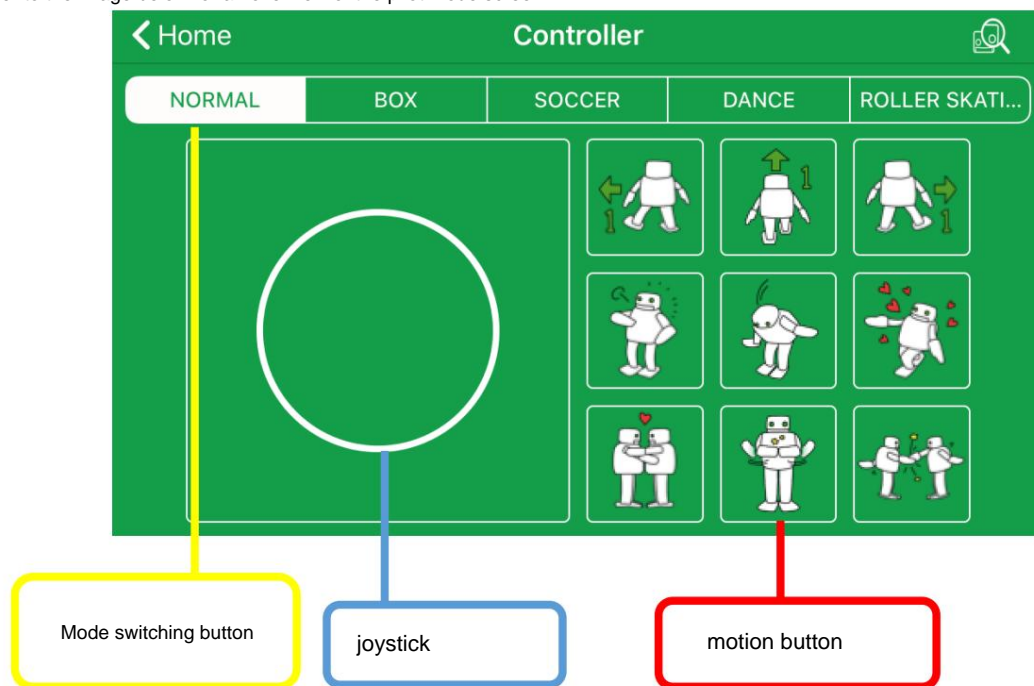 Home
Controller
NORMAL
BOX
SOCCER
DANCE
ROLLER SKATI...
1
1
1
Mode switching button
joystick
motion button